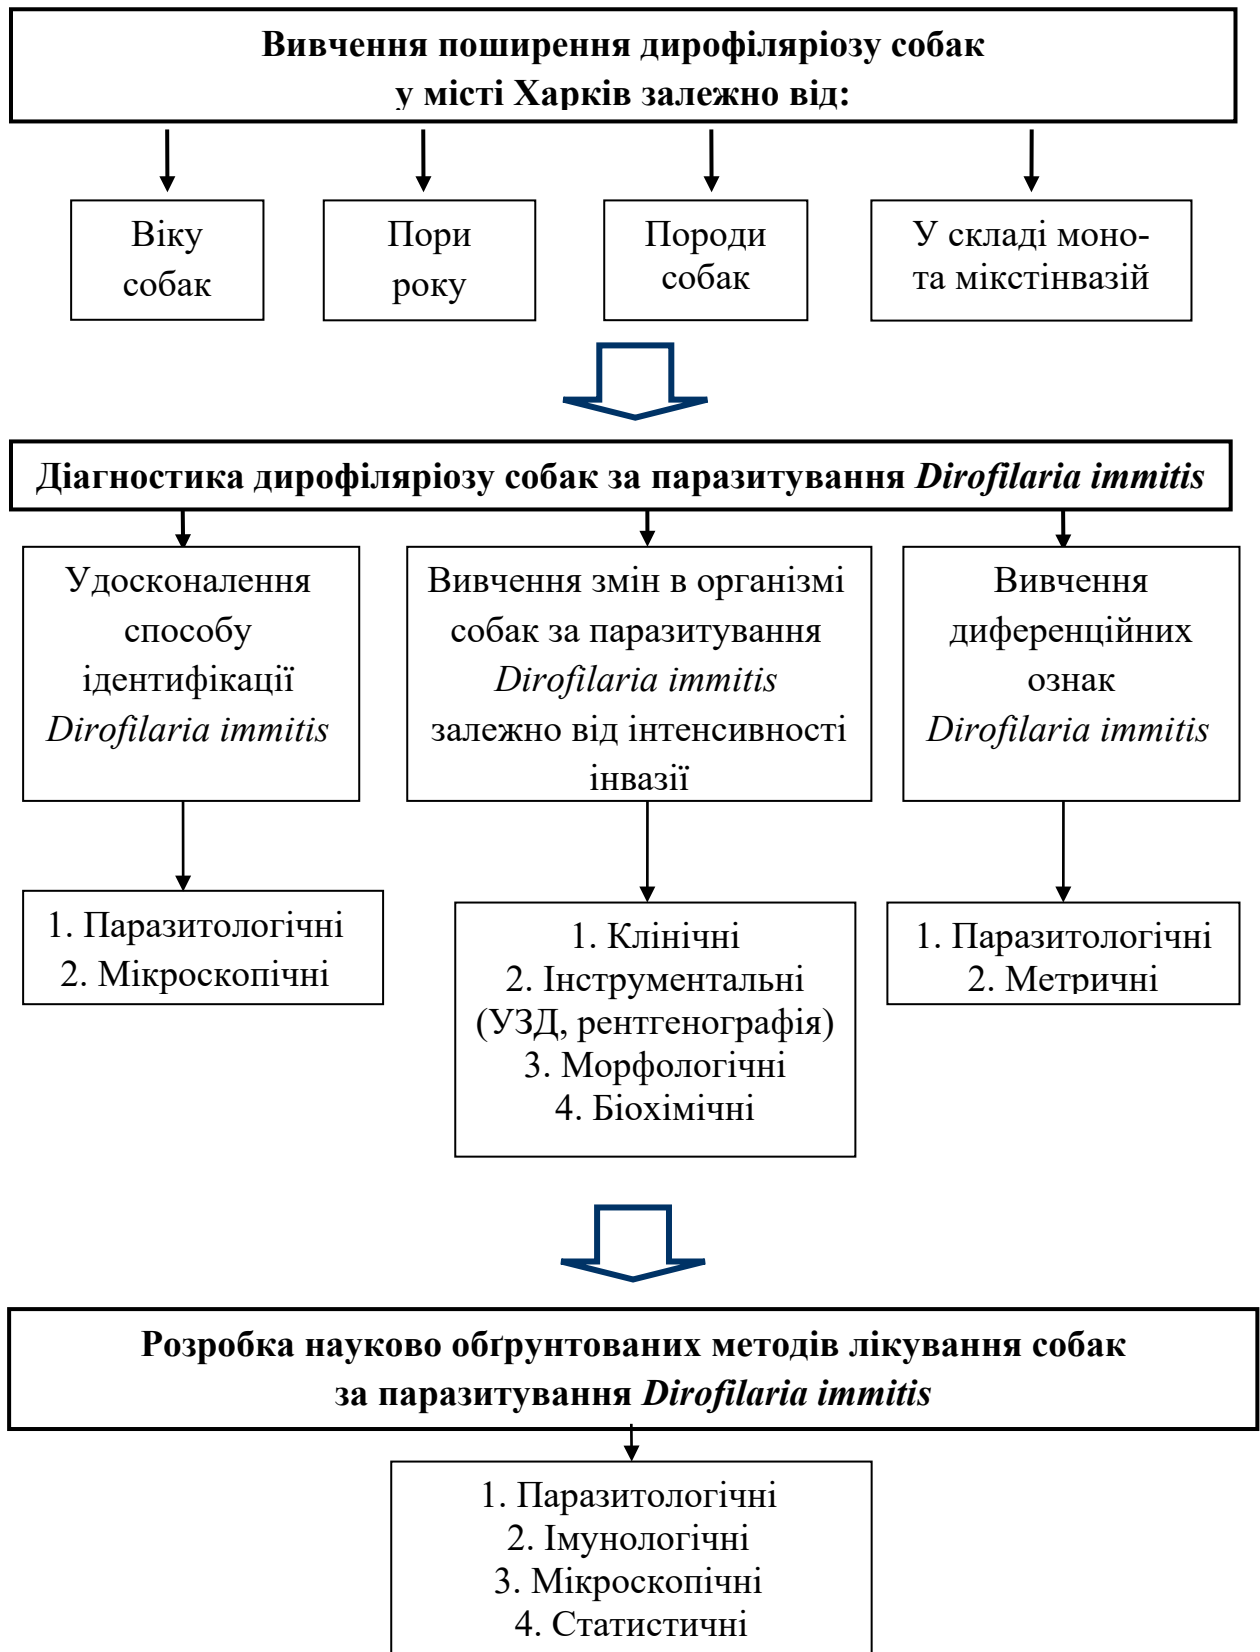 Вивчення поширення дирофіляріозу собак
у місті Харків залежно від:
Віку
собак
Пори
року
Породи
собак
У складі моно-
та мікстінвазій
Діагностика дирофіляріозу собак за паразитування Dirofilaria immitis
Удосконалення
способу
ідентифікації
Dirofilaria immitis
Вивчення змін в організмі
собак за паразитування
Dirofilaria immitis
залежно від інтенсивності
інвазії
Вивчення
диференційних
ознак
Dirofilaria immitis
1. Паразитологічні
2. Мікроскопічні
1. Клінічні
2. Інструментальні
(УЗД, рентгенографія)
3. Морфологічні
4. Біохімічні
1. Паразитологічні
2. Метричні
Розробка науково обґрунтованих методів лікування собак
за паразитування Dirofilaria immitis
1. Паразитологічні
2. Імунологічні
3. Мікроскопічні
4. Статистичні